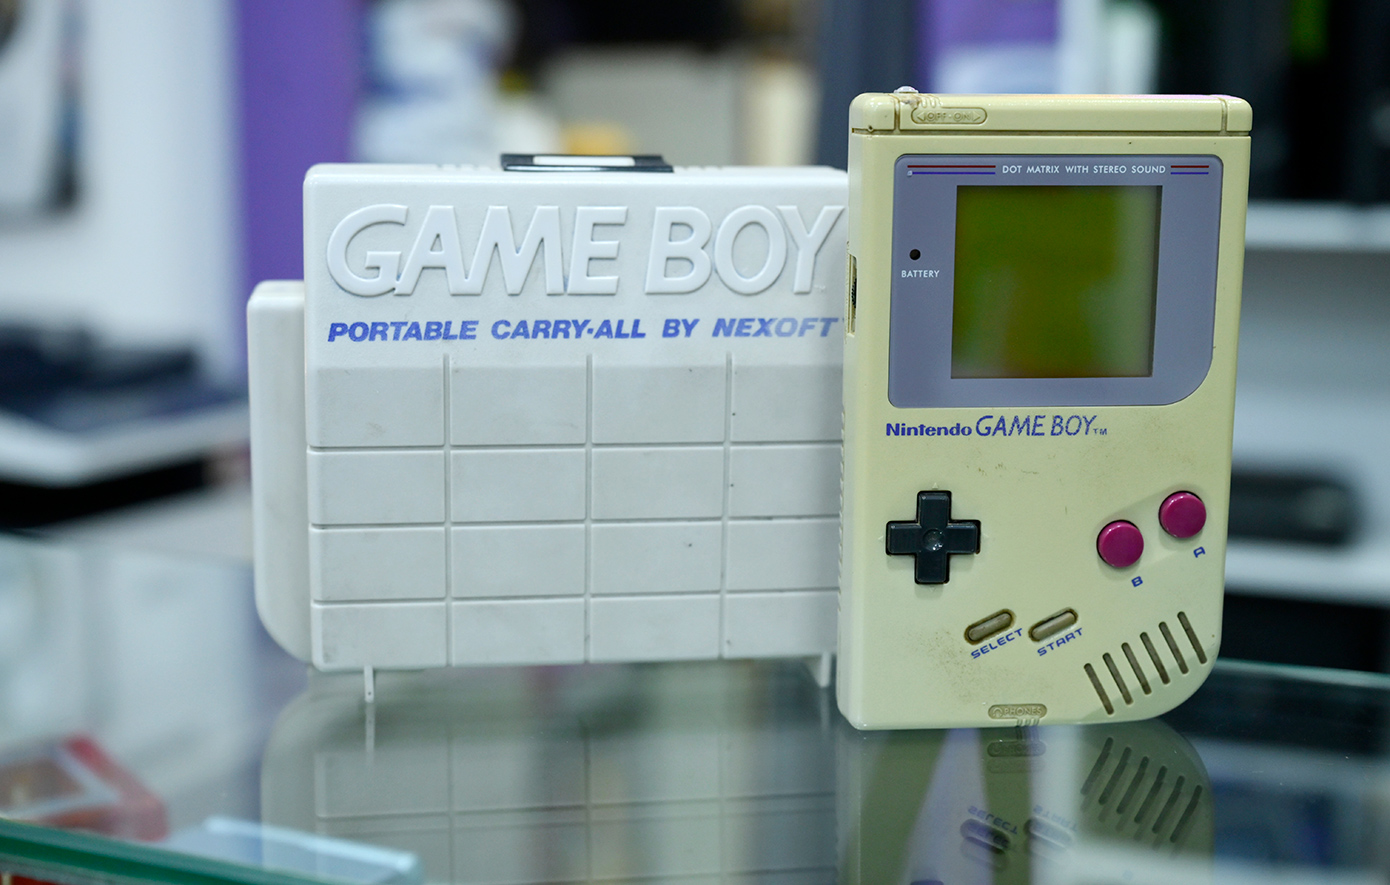 GAME BOY
PORTABLE CARRY-ALL BY NEXOFT
OFF•ON
DOT MATRIX WITH STEREO SOUND
BATTERY
Nintendo GAME BOY TM
A
B
SELECT
START
PHONES